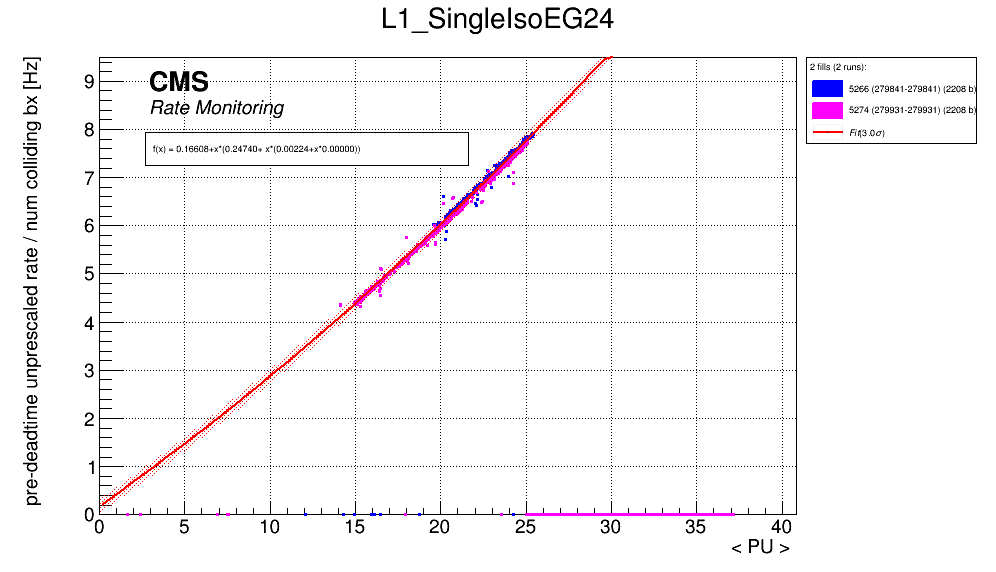 L1_SingleIsoEG24
pre-deadtime unprescaled rate / num colliding bx [Hz]
CMS
Rate Monitoring
f(x) = 0.16608+x*(0.24740+ x*(0.00224+x*0.00000))
9
8
7
6
5
4
3
2
1
0
0 5 10 15 20 25 30 35 40
< PU >
2 fills (2 runs):
5266 (279841-279841) (2208 b)
5274 (279931-279931) (2208 b)
Fit(3.0σ)